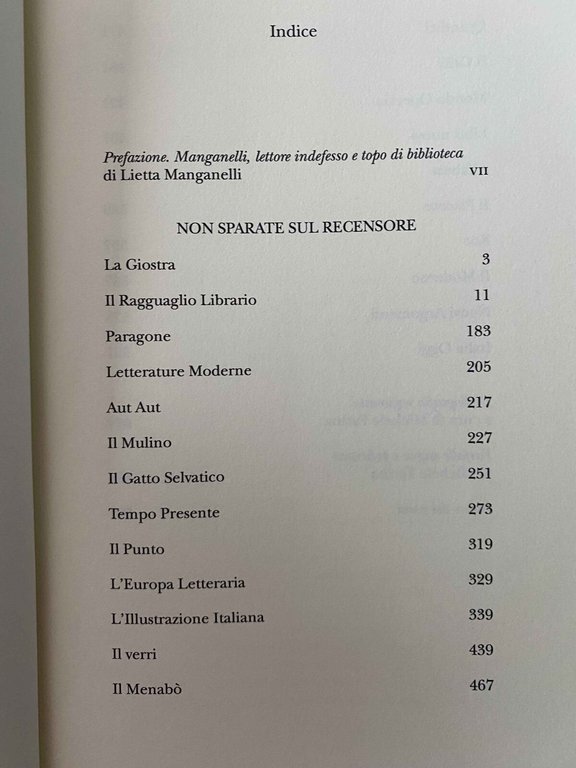 Indice
Prefazione. Manganelli, lettore indefesso e topo di biblioteca
di Lietta Manganelli VII
NON SPARATE SUL RECENSORE
La Giostra 3
Il Ragguaglio Librario 11
Paragone 183
Letterature Moderne 205
Aut Aut 217
Il Mulino 227
Il Gatto Selvatico 251
Tempo Presente 273
Il Punto 319
L'Europa Letteraria 329
L'Illustrazione Italiana 339
Il verri 439
Il Menabò 467